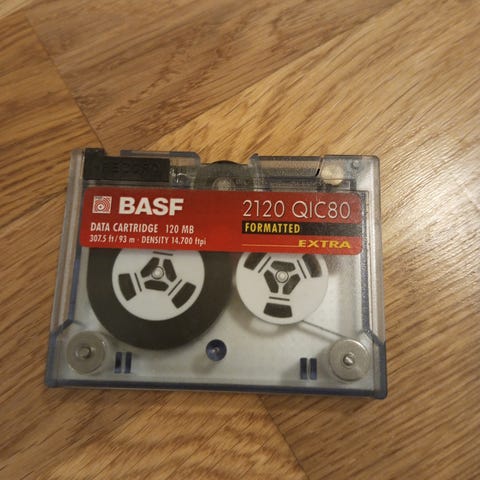 BASF
2120 QIC80
DATA CARTRIDGE 120 MB
FORMATTED
307.5 ft/93 m - DENSITY 14,700 ftpi
EXTRA